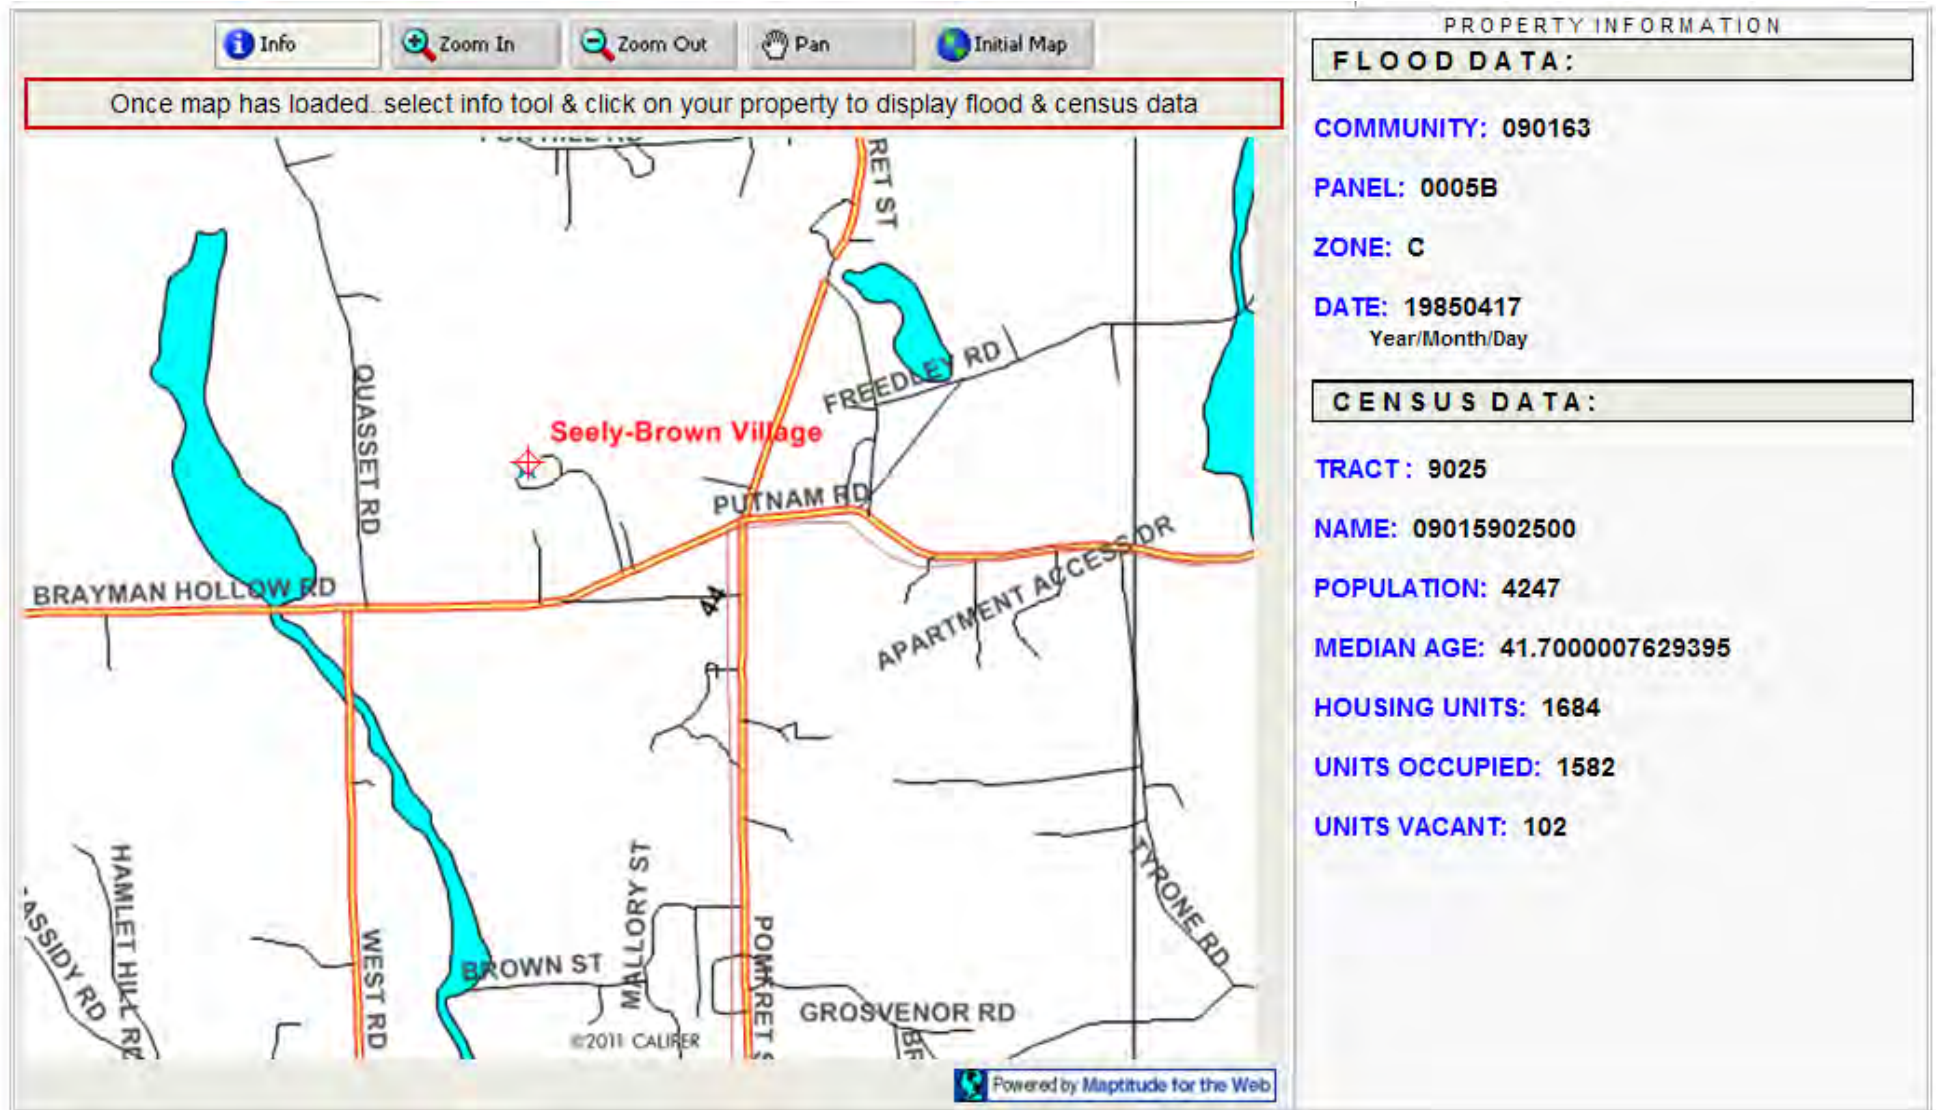 Info
Zoom In
Zoom Out
Pan
Initial Map
Once map has loaded..select info tool & click on your property to display flood & census data
RET ST
QUASSET RD
FREEDLEY RD
Seely-Brown Village
PUTNAM RD
APARTMENT ACCESS DR
BRAYMAN HOLLOW RD
44
HAMLET HILL RD
ASSIDY RD
WEST RD
BROWN ST
MALLORY ST
POMFRET S
GROSVENOR RD
BR
TYRONE RD
©2011 CALIPER
Powered by Maptitude for the Web
PROPERTY INFORMATION
FLOOD DATA:
COMMUNITY: 090163
PANEL: 0005B
ZONE: C
DATE: 19850417
Year/Month/Day
CENSUS DATA:
TRACT : 9025
NAME: 09015902500
POPULATION: 4247
MEDIAN AGE: 41.7000007629395
HOUSING UNITS: 1684
UNITS OCCUPIED: 1582
UNITS VACANT: 102